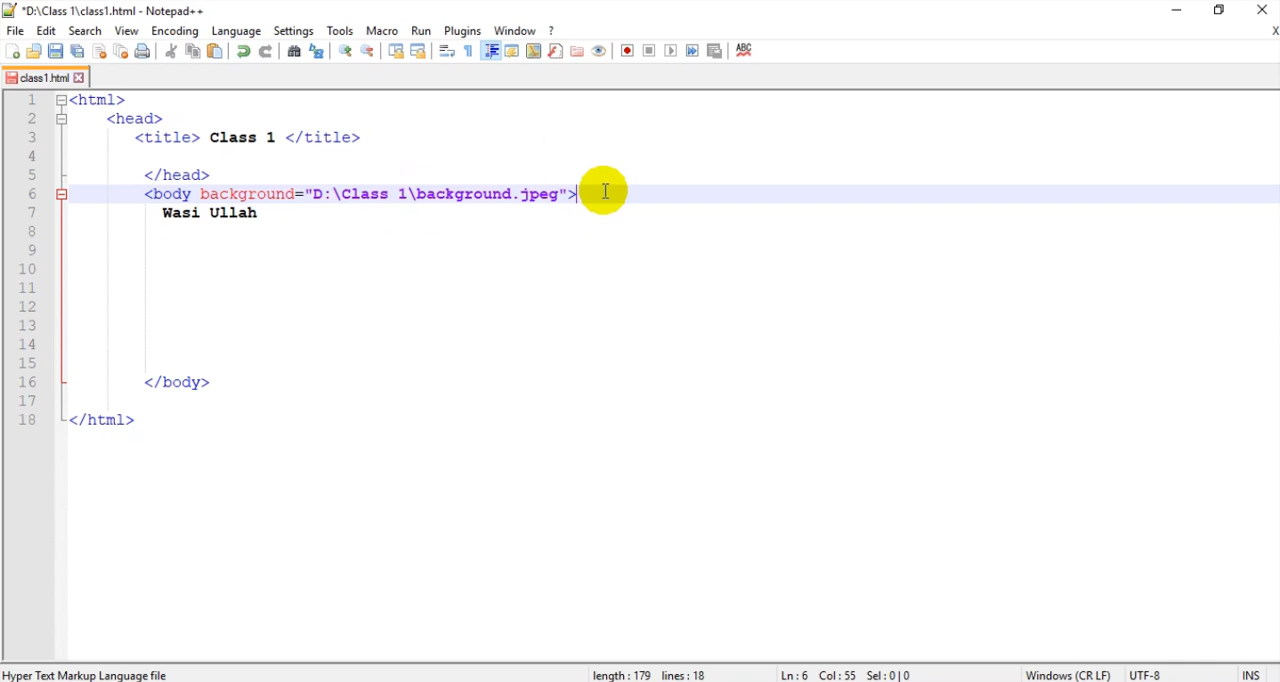 *D:\Class 1\class1.html - Notepad++
File Edit Search View Encoding Language Settings Tools Macro Run Plugins Window ? X
ABC
class1.html
1 <html>
2 <head>
3 <title> Class 1 </title>
4
5 </head>
6 <body background="D:\Class 1\background.jpeg">
7 Wasi Ullah
8
9
10
11
12
13
14
15
16 </body>
17
18 </html>
Hyper Text Markup Language file length : 179 lines : 18 Ln : 6 Col : 55 Sel : 0 | 0 Windows (CR LF) UTF-8 INS